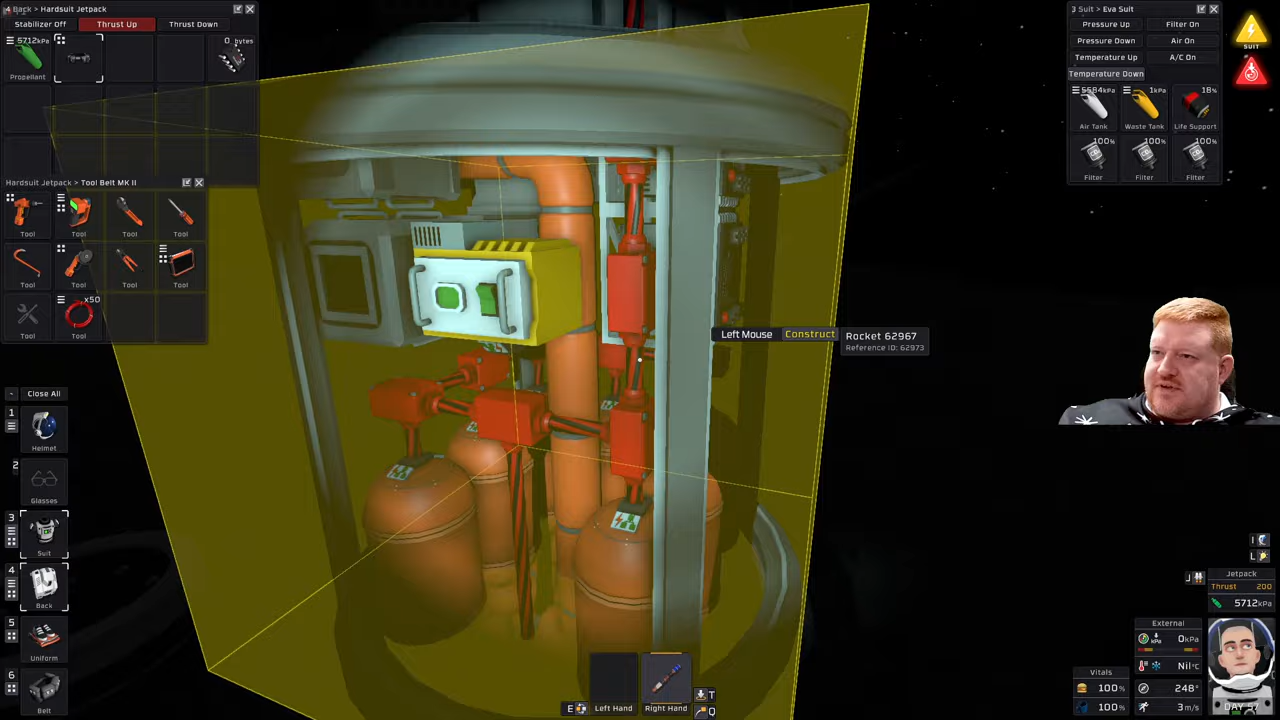 4 Back > Hardsuit Jetpack
Stabilizer Off
Thrust Up
Thrust Down
5712kPa
Propellant
0 bytes
Hardsuit Jetpack > Tool Belt MK II
Tool
Tool
Tool
Tool
Tool
Tool
Tool
Tool
x50
Tool
Tool
- Close All
1
Helmet
2
Glasses
3
Suit
4
Back
5
Uniform
6
Belt
3 Suit > Eva Suit
Pressure Up
Filter On
Pressure Down
Air On
Temperature Up
A/C On
Temperature Down
5584kPa
1kPa
18%
Air Tank
Waste Tank
Life Support
100%
100%
100%
Filter
Filter
Filter
SUIT
Left Mouse Construct
Rocket 62967
Reference ID: 62973
E
Left Hand
Right Hand
T
Q
I
L
J
Jetpack
Thrust 200
5712kPa
External
kPa
0kPa
Nil°C
Vitals
100%
248°
100%
3m/s
DAY 57